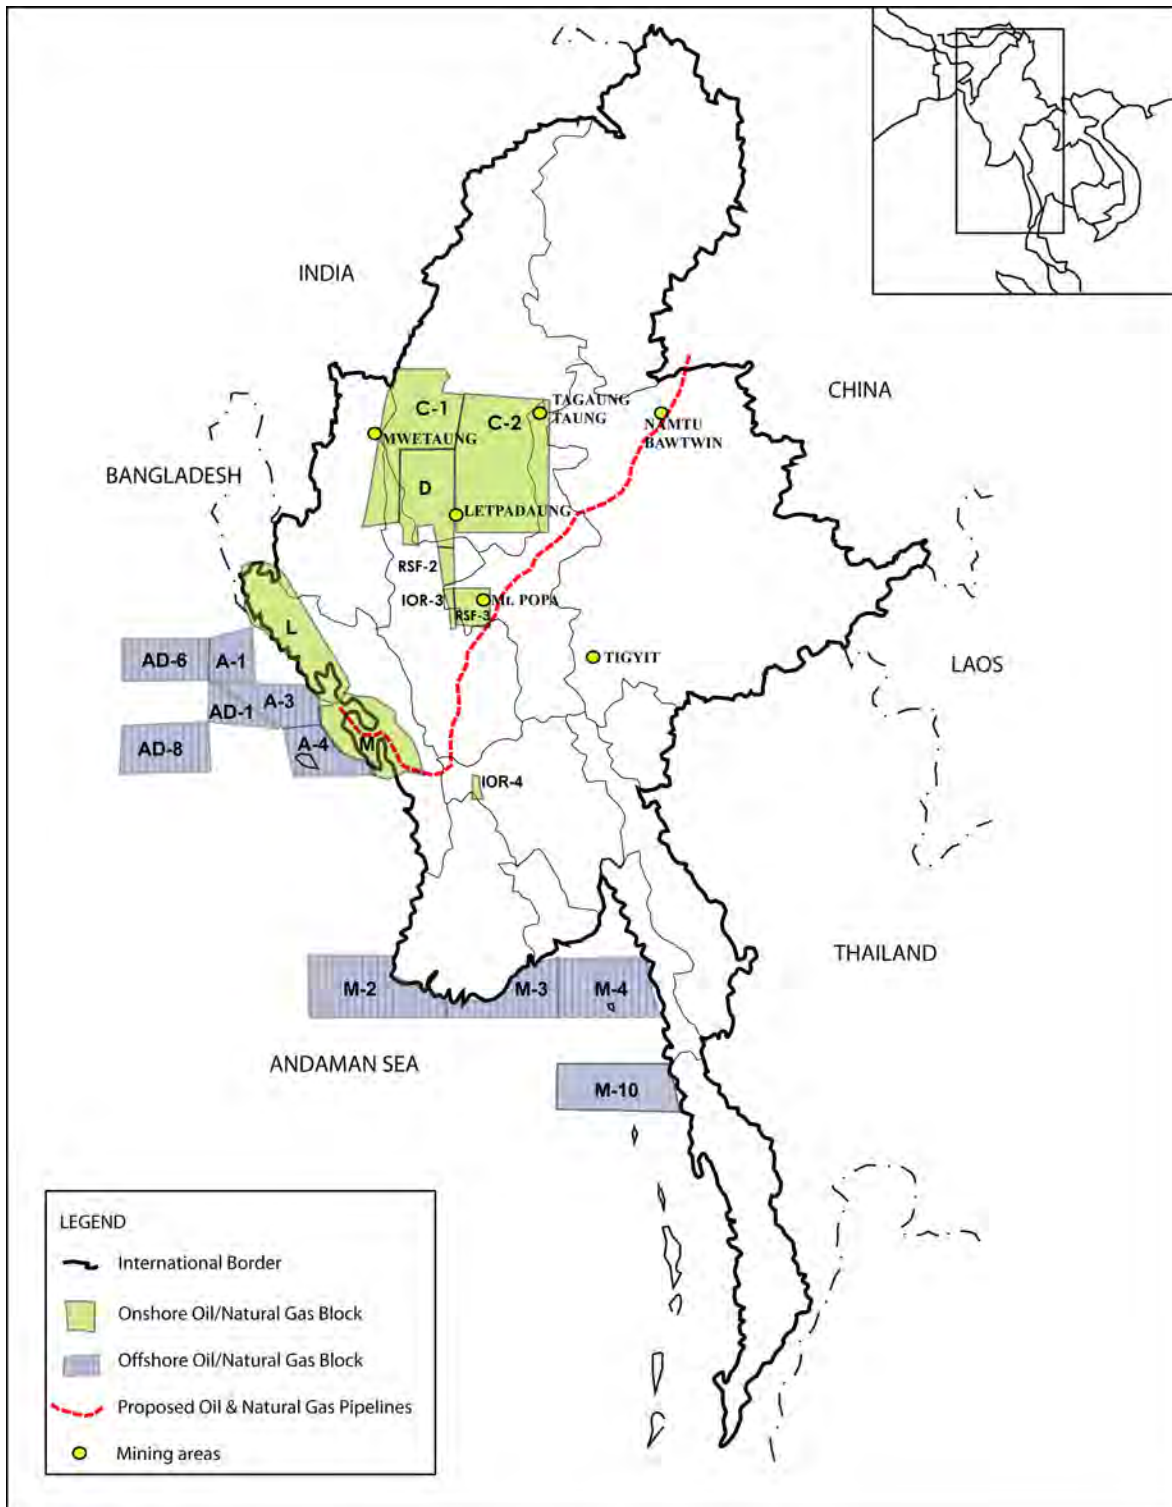 INDIA
CHINA
C-1
C-2
TAGAUNG
TAUNG
NAMTU
BAWTWIN
MWETAUNG
BANGLADESH
D
LETPADAUNG
RSF-2
IOR-3
Mt. POPA
RSF-3
L
TIGYIT
LAOS
AD-6
A-1
A-3
AD-1
A-4
M
AD-8
IOR-4
THAILAND
M-2
M-3
M-4
ANDAMAN SEA
M-10
LEGEND
International Border
Onshore Oil/Natural Gas Block
Offshore Oil/Natural Gas Block
Proposed Oil & Natural Gas Pipelines
Mining areas